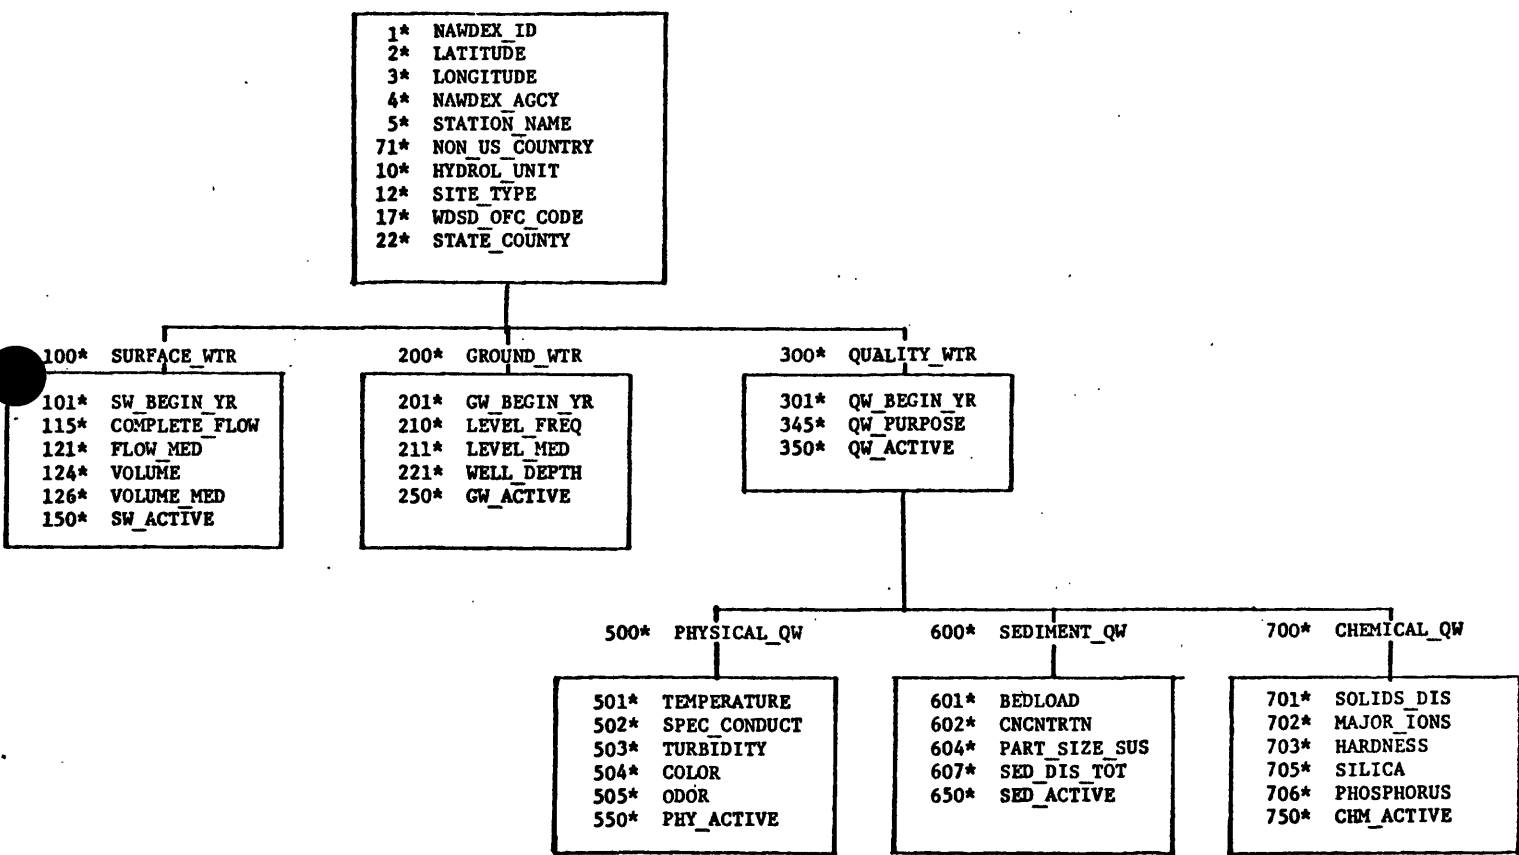 1* NAWDEX_ID
2* LATITUDE
3* LONGITUDE
4* NAWDEX_AGCY
5* STATION_NAME
71* NON_US_COUNTRY
10* HYDROL_UNIT
12* SITE_TYPE
17* WDSD_OFC_CODE
22* STATE_COUNTY
100* SURFACE_WTR
101* SW_BEGIN_YR
115* COMPLETE_FLOW
121* FLOW_MED
124* VOLUME
126* VOLUME_MED
150* SW_ACTIVE
200* GROUND_WTR
201* GW_BEGIN_YR
210* LEVEL_FREQ
211* LEVEL_MED
221* WELL_DEPTH
250* GW_ACTIVE
300* QUALITY_WTR
301* QW_BEGIN_YR
345* QW_PURPOSE
350* QW_ACTIVE
500* PHYSICAL_QW
501* TEMPERATURE
502* SPEC_CONDUCT
503* TURBIDITY
504* COLOR
505* ODOR
550* PHY_ACTIVE
600* SEDIMENT_QW
601* BEDLOAD
602* CNCNTRTN
604* PART_SIZE_SUS
607* SED_DIS_TOT
650* SED_ACTIVE
700* CHEMICAL_QW
701* SOLIDS_DIS
702* MAJOR_IONS
703* HARDNESS
705* SILICA
706* PHOSPHORUS
750* CHM_ACTIVE